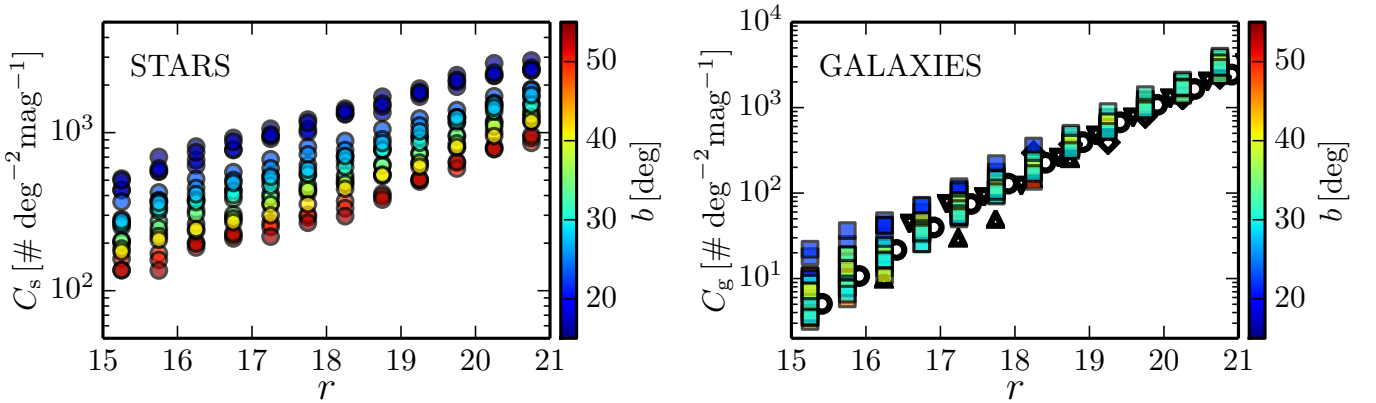 STARS
C_s [# deg^{-2} mag^{-1}]
10^3
10^2
15 16 17 18 19 20 21
r
50
40
30
20
b [deg]
GALAXIES
C_g [# deg^{-2} mag^{-1}]
10^4
10^3
10^2
10^1
15 16 17 18 19 20 21
r
50
40
30
20
b [deg]